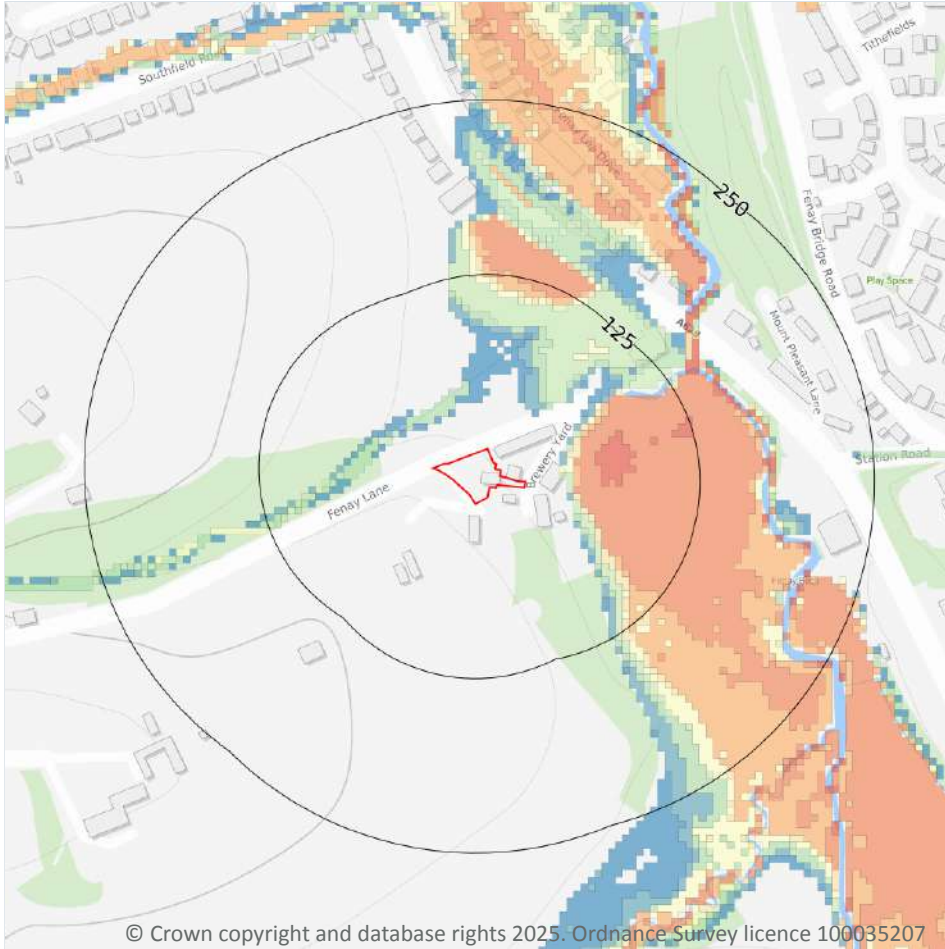 Tithefields
Southfield Road
250
Fenay Bridge Road
Play Space
125
Mount Pleasant Lane
Station Road
Brewery Yard
Fenay Lane
© Crown copyright and database rights 2025. Ordnance Survey licence 100035207